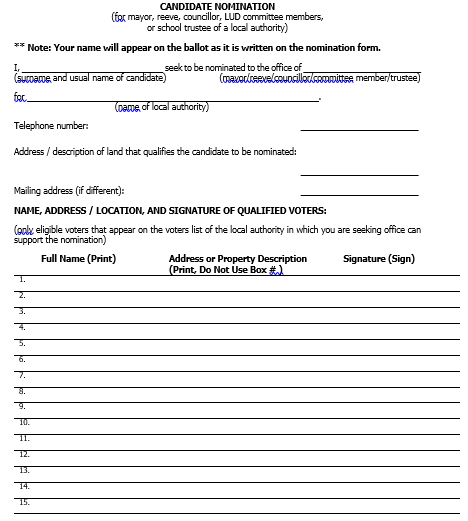 CANDIDATE NOMINATION
(for mayor, reeve, councillor, LUD committee members,
or school trustee of a local authority)
** Note: Your name will appear on the ballot as it is written on the nomination form.
I, ______________________________ seek to be nominated to the office of ________________________
(surname and usual name of candidate) (mayor/reeve/councillor/committee member/trustee)
for ____________________________________________________________.
(name of local authority)
Telephone number:
Address / description of land that qualifies the candidate to be nominated:
Mailing address (if different):
NAME, ADDRESS / LOCATION, AND SIGNATURE OF QUALIFIED VOTERS:
(only eligible voters that appear on the voters list of the local authority in which you are seeking office can
support the nomination)
Full Name (Print) Address or Property Description Signature (Sign)
(Print, Do Not Use Box #.)
1.
2.
3.
4.
5.
6.
7.
8.
9.
10.
11.
12.
13.
14.
15.